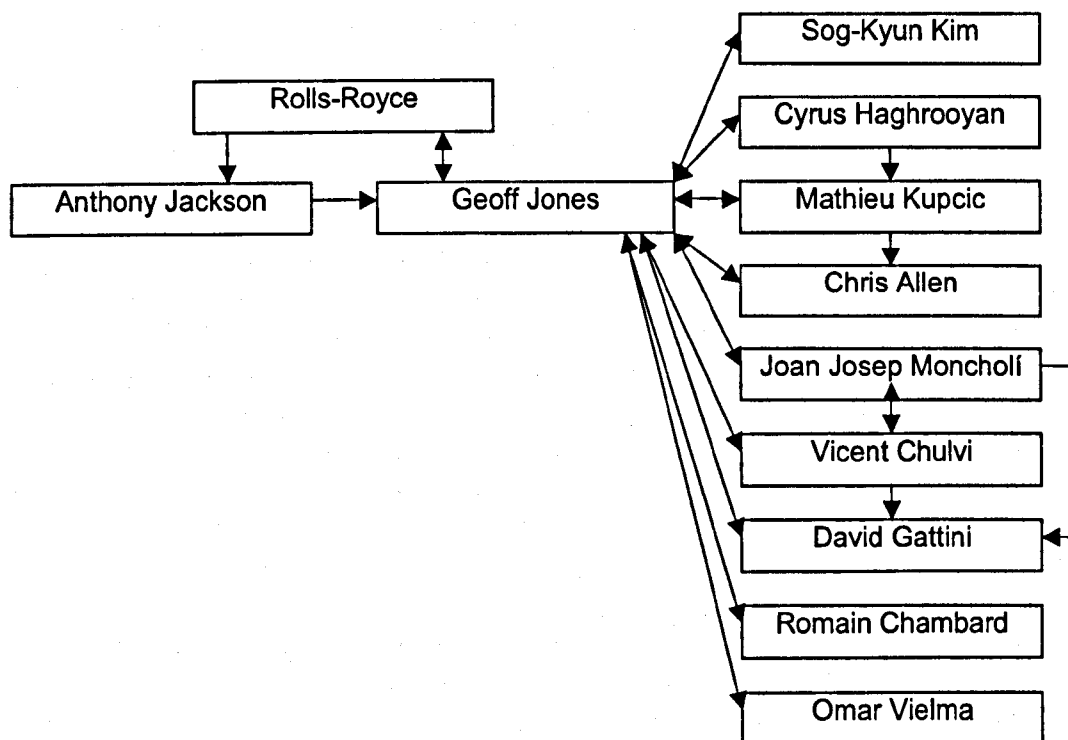 Rolls-Royce
Anthony Jackson
Geoff Jones
Sog-Kyun Kim
Cyrus Haghrooyan
Mathieu Kupcic
Chris Allen
Joan Josep Moncholí
Vicent Chulvi
David Gattini
Romain Chambard
Omar Vielma